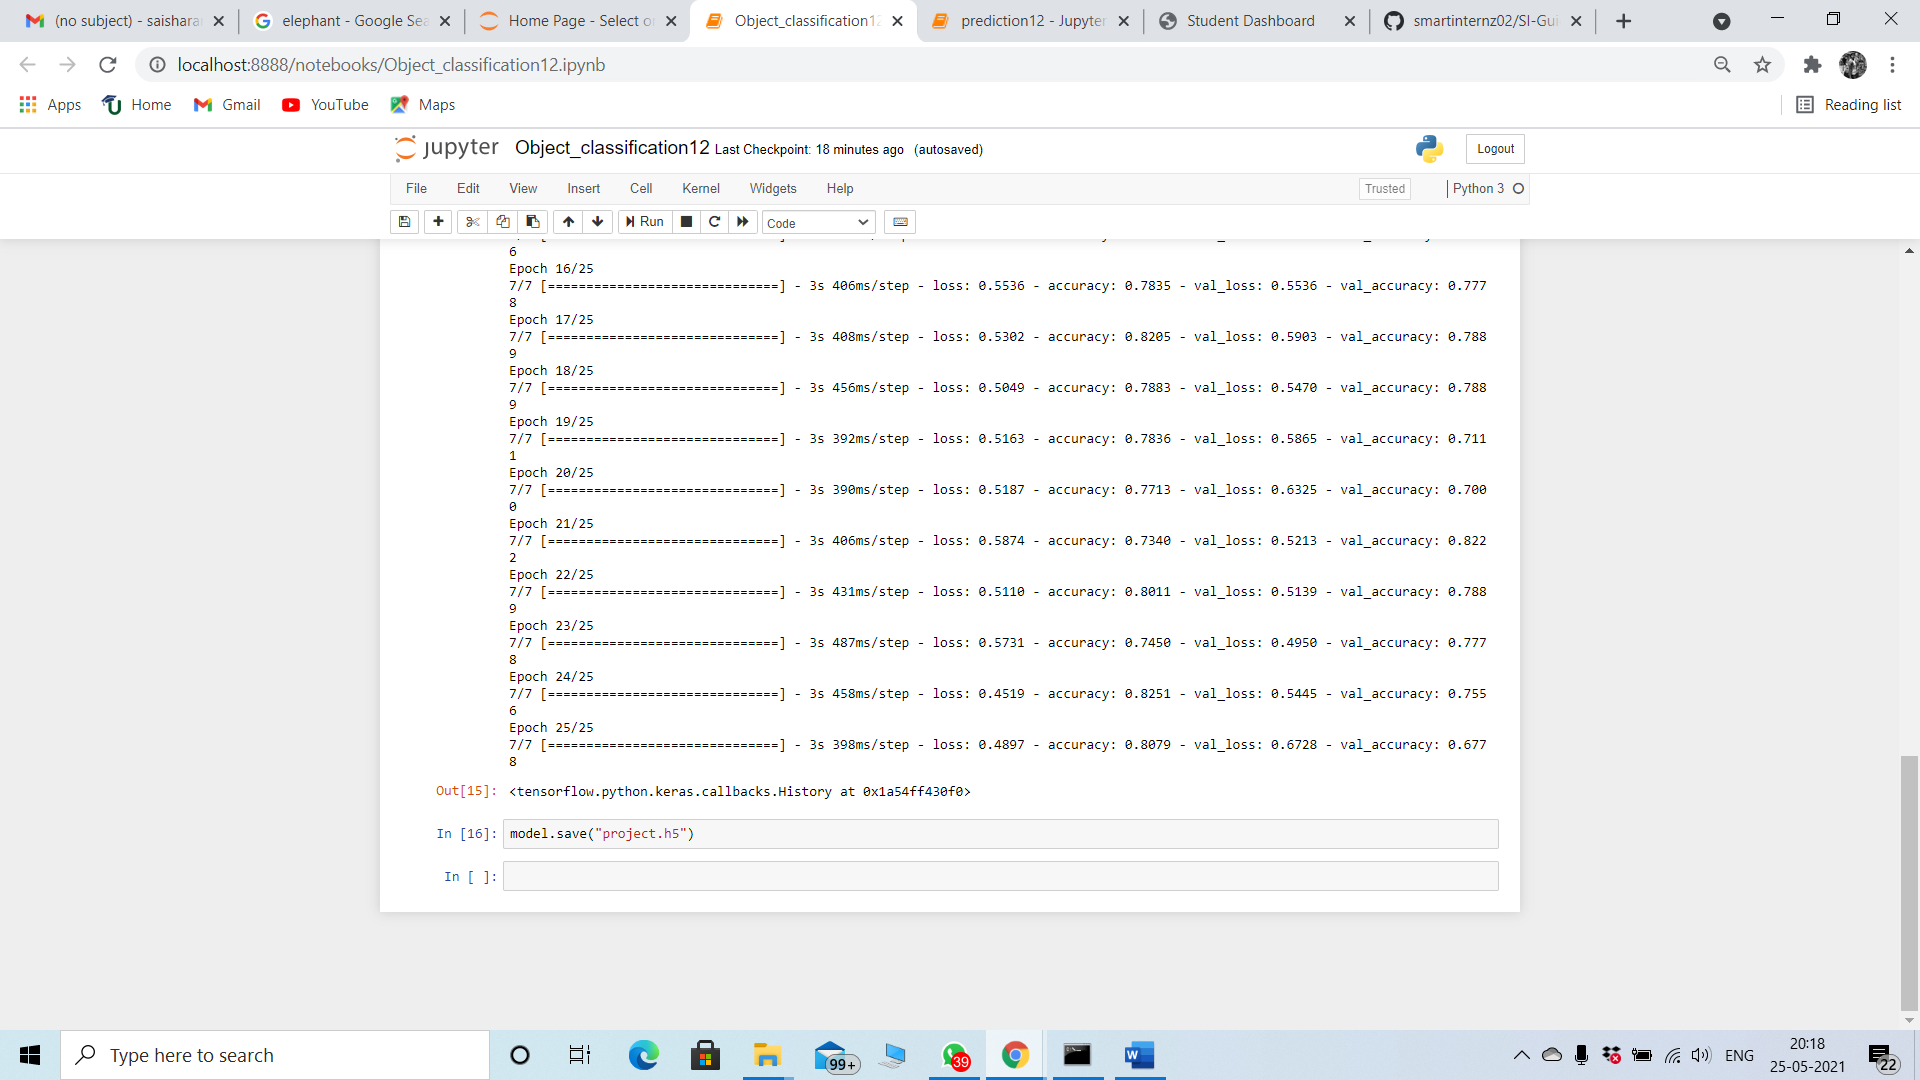 (no subject) - saishara
elephant - Google Sea
Home Page - Select o
Object_classification12
prediction12 - Jupyter
Student Dashboard
smartinternz02/SI-Gui
localhost:8888/notebooks/Object_classification12.ipynb
Apps
Home
Gmail
YouTube
Maps
Reading list
jupyter
Object_classification12 Last Checkpoint: 18 minutes ago (autosaved)
Logout
File Edit View Insert Cell Kernel Widgets Help
Trusted
Python 3
Run
Code
6
Epoch 16/25
7/7 [==============================] - 3s 406ms/step - loss: 0.5536 - accuracy: 0.7835 - val_loss: 0.5536 - val_accuracy: 0.777
8
Epoch 17/25
7/7 [==============================] - 3s 408ms/step - loss: 0.5302 - accuracy: 0.8205 - val_loss: 0.5903 - val_accuracy: 0.788
9
Epoch 18/25
7/7 [==============================] - 3s 456ms/step - loss: 0.5049 - accuracy: 0.7883 - val_loss: 0.5470 - val_accuracy: 0.788
9
Epoch 19/25
7/7 [==============================] - 3s 392ms/step - loss: 0.5163 - accuracy: 0.7836 - val_loss: 0.5865 - val_accuracy: 0.711
1
Epoch 20/25
7/7 [==============================] - 3s 390ms/step - loss: 0.5187 - accuracy: 0.7713 - val_loss: 0.6325 - val_accuracy: 0.700
0
Epoch 21/25
7/7 [==============================] - 3s 406ms/step - loss: 0.5874 - accuracy: 0.7340 - val_loss: 0.5213 - val_accuracy: 0.822
2
Epoch 22/25
7/7 [==============================] - 3s 431ms/step - loss: 0.5110 - accuracy: 0.8011 - val_loss: 0.5139 - val_accuracy: 0.788
9
Epoch 23/25
7/7 [==============================] - 3s 487ms/step - loss: 0.5731 - accuracy: 0.7450 - val_loss: 0.4950 - val_accuracy: 0.777
8
Epoch 24/25
7/7 [==============================] - 3s 458ms/step - loss: 0.4519 - accuracy: 0.8251 - val_loss: 0.5445 - val_accuracy: 0.755
6
Epoch 25/25
7/7 [==============================] - 3s 398ms/step - loss: 0.4897 - accuracy: 0.8079 - val_loss: 0.6728 - val_accuracy: 0.677
8
Out[15]: <tensorflow.python.keras.callbacks.History at 0x1a54ff430f0>
In [16]: model.save("project.h5")
In [ ]:
Type here to search
99+
39
W
ENG
20:18
25-05-2021
22